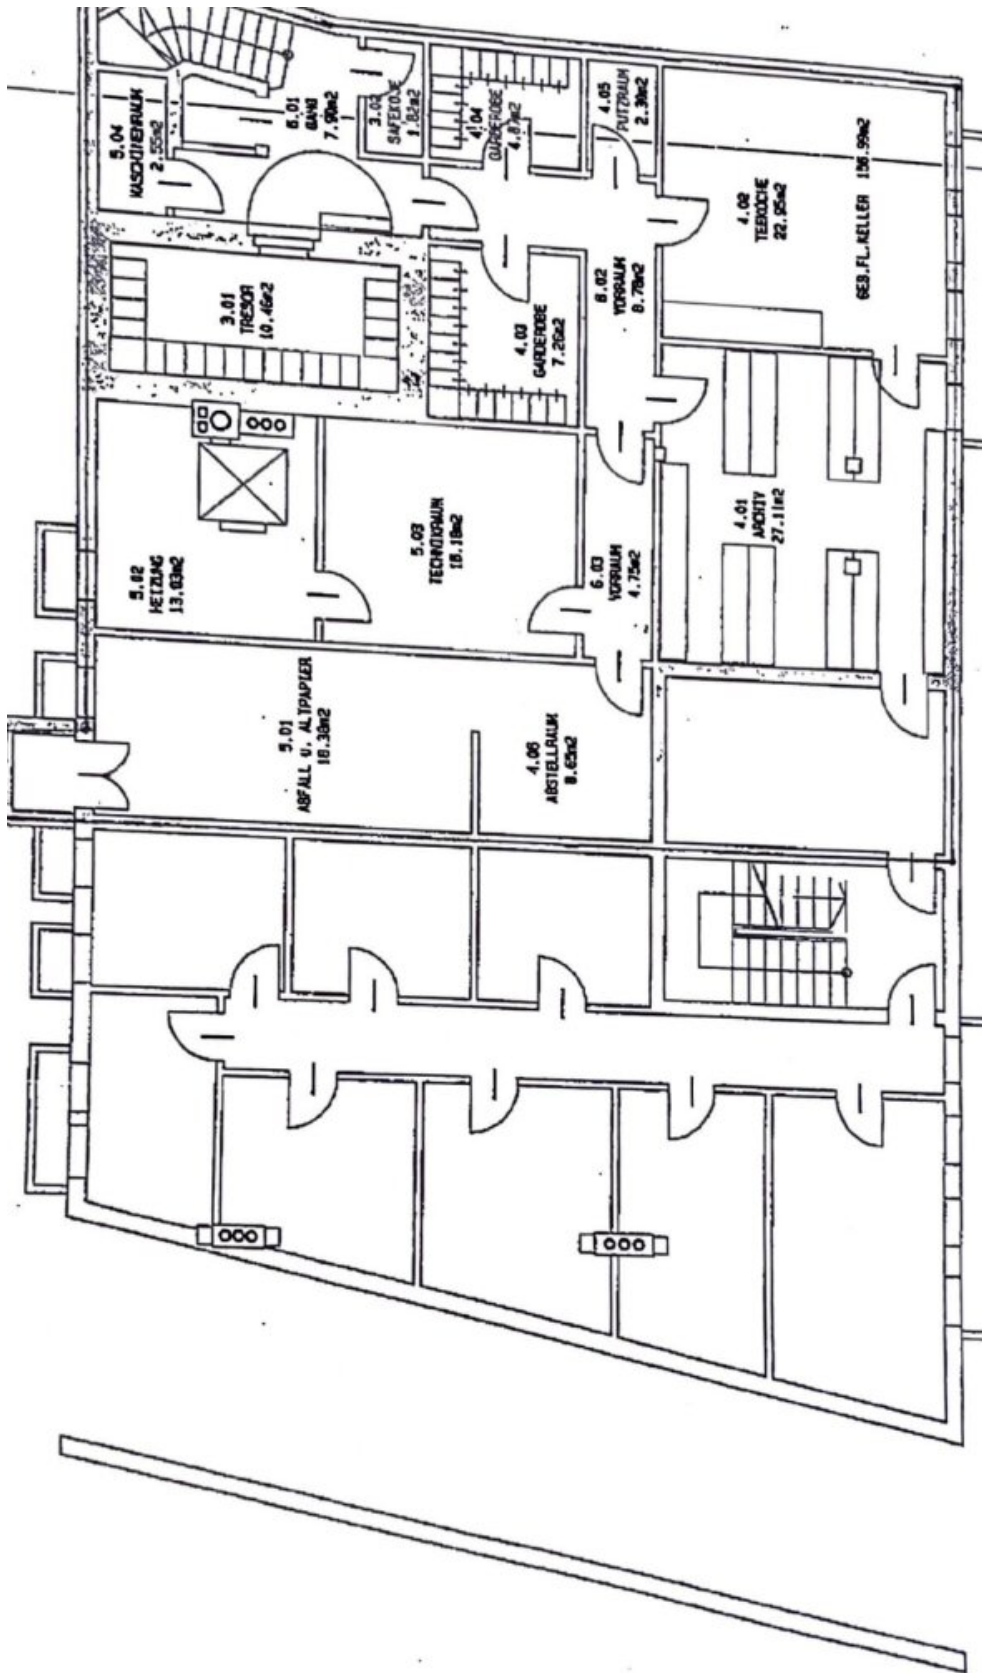 5.04
MASCHINENRAUM
2.55m2
6.01
GANG
7.90m2
3.02
SAFEKOJE
1.82m2
4.04
GARDEROBE
4.87m2
4.05
PUTZRAUM
2.30m2
3.01
TRESOR
10.46m2
4.03
GARDEROBE
7.26m2
6.02
VORRAUM
8.78m2
4.02
TEEKÜCHE
22.95m2
GEB.FL.KELLER 156.99m2
5.02
HEIZUNG
13.03m2
5.03
TECHNIKRAUM
16.18m2
6.03
VORRAUM
4.75m2
4.01
ARCHIV
27.11m2
5.01
ABFALL U. ALTPAPIER
18.38m2
4.06
ABSTELLRAUM
8.65m2